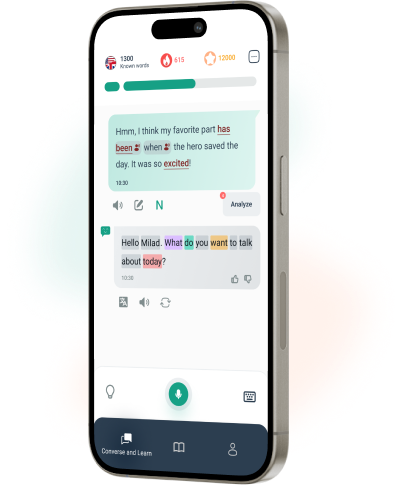 1300
Known words
615
12000
Hmm, I think my favorite part has
been when the hero saved the
day. It was so excited!
10:30
N
Analyze
Hello Milad. What do you want to talk
about today?
10:30
Converse and Learn